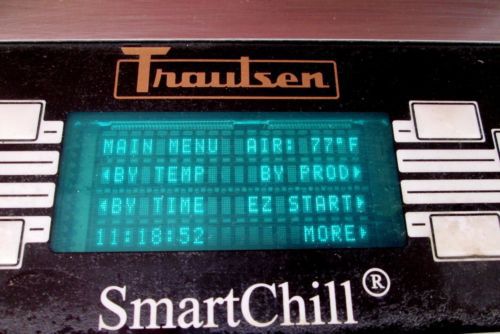 Traulsen
MAIN MENU AIR: 77°F
◀BY TEMP BY PROD▶
◀BY TIME EZ START▶
11:18:52 MORE▶
SmartChill®